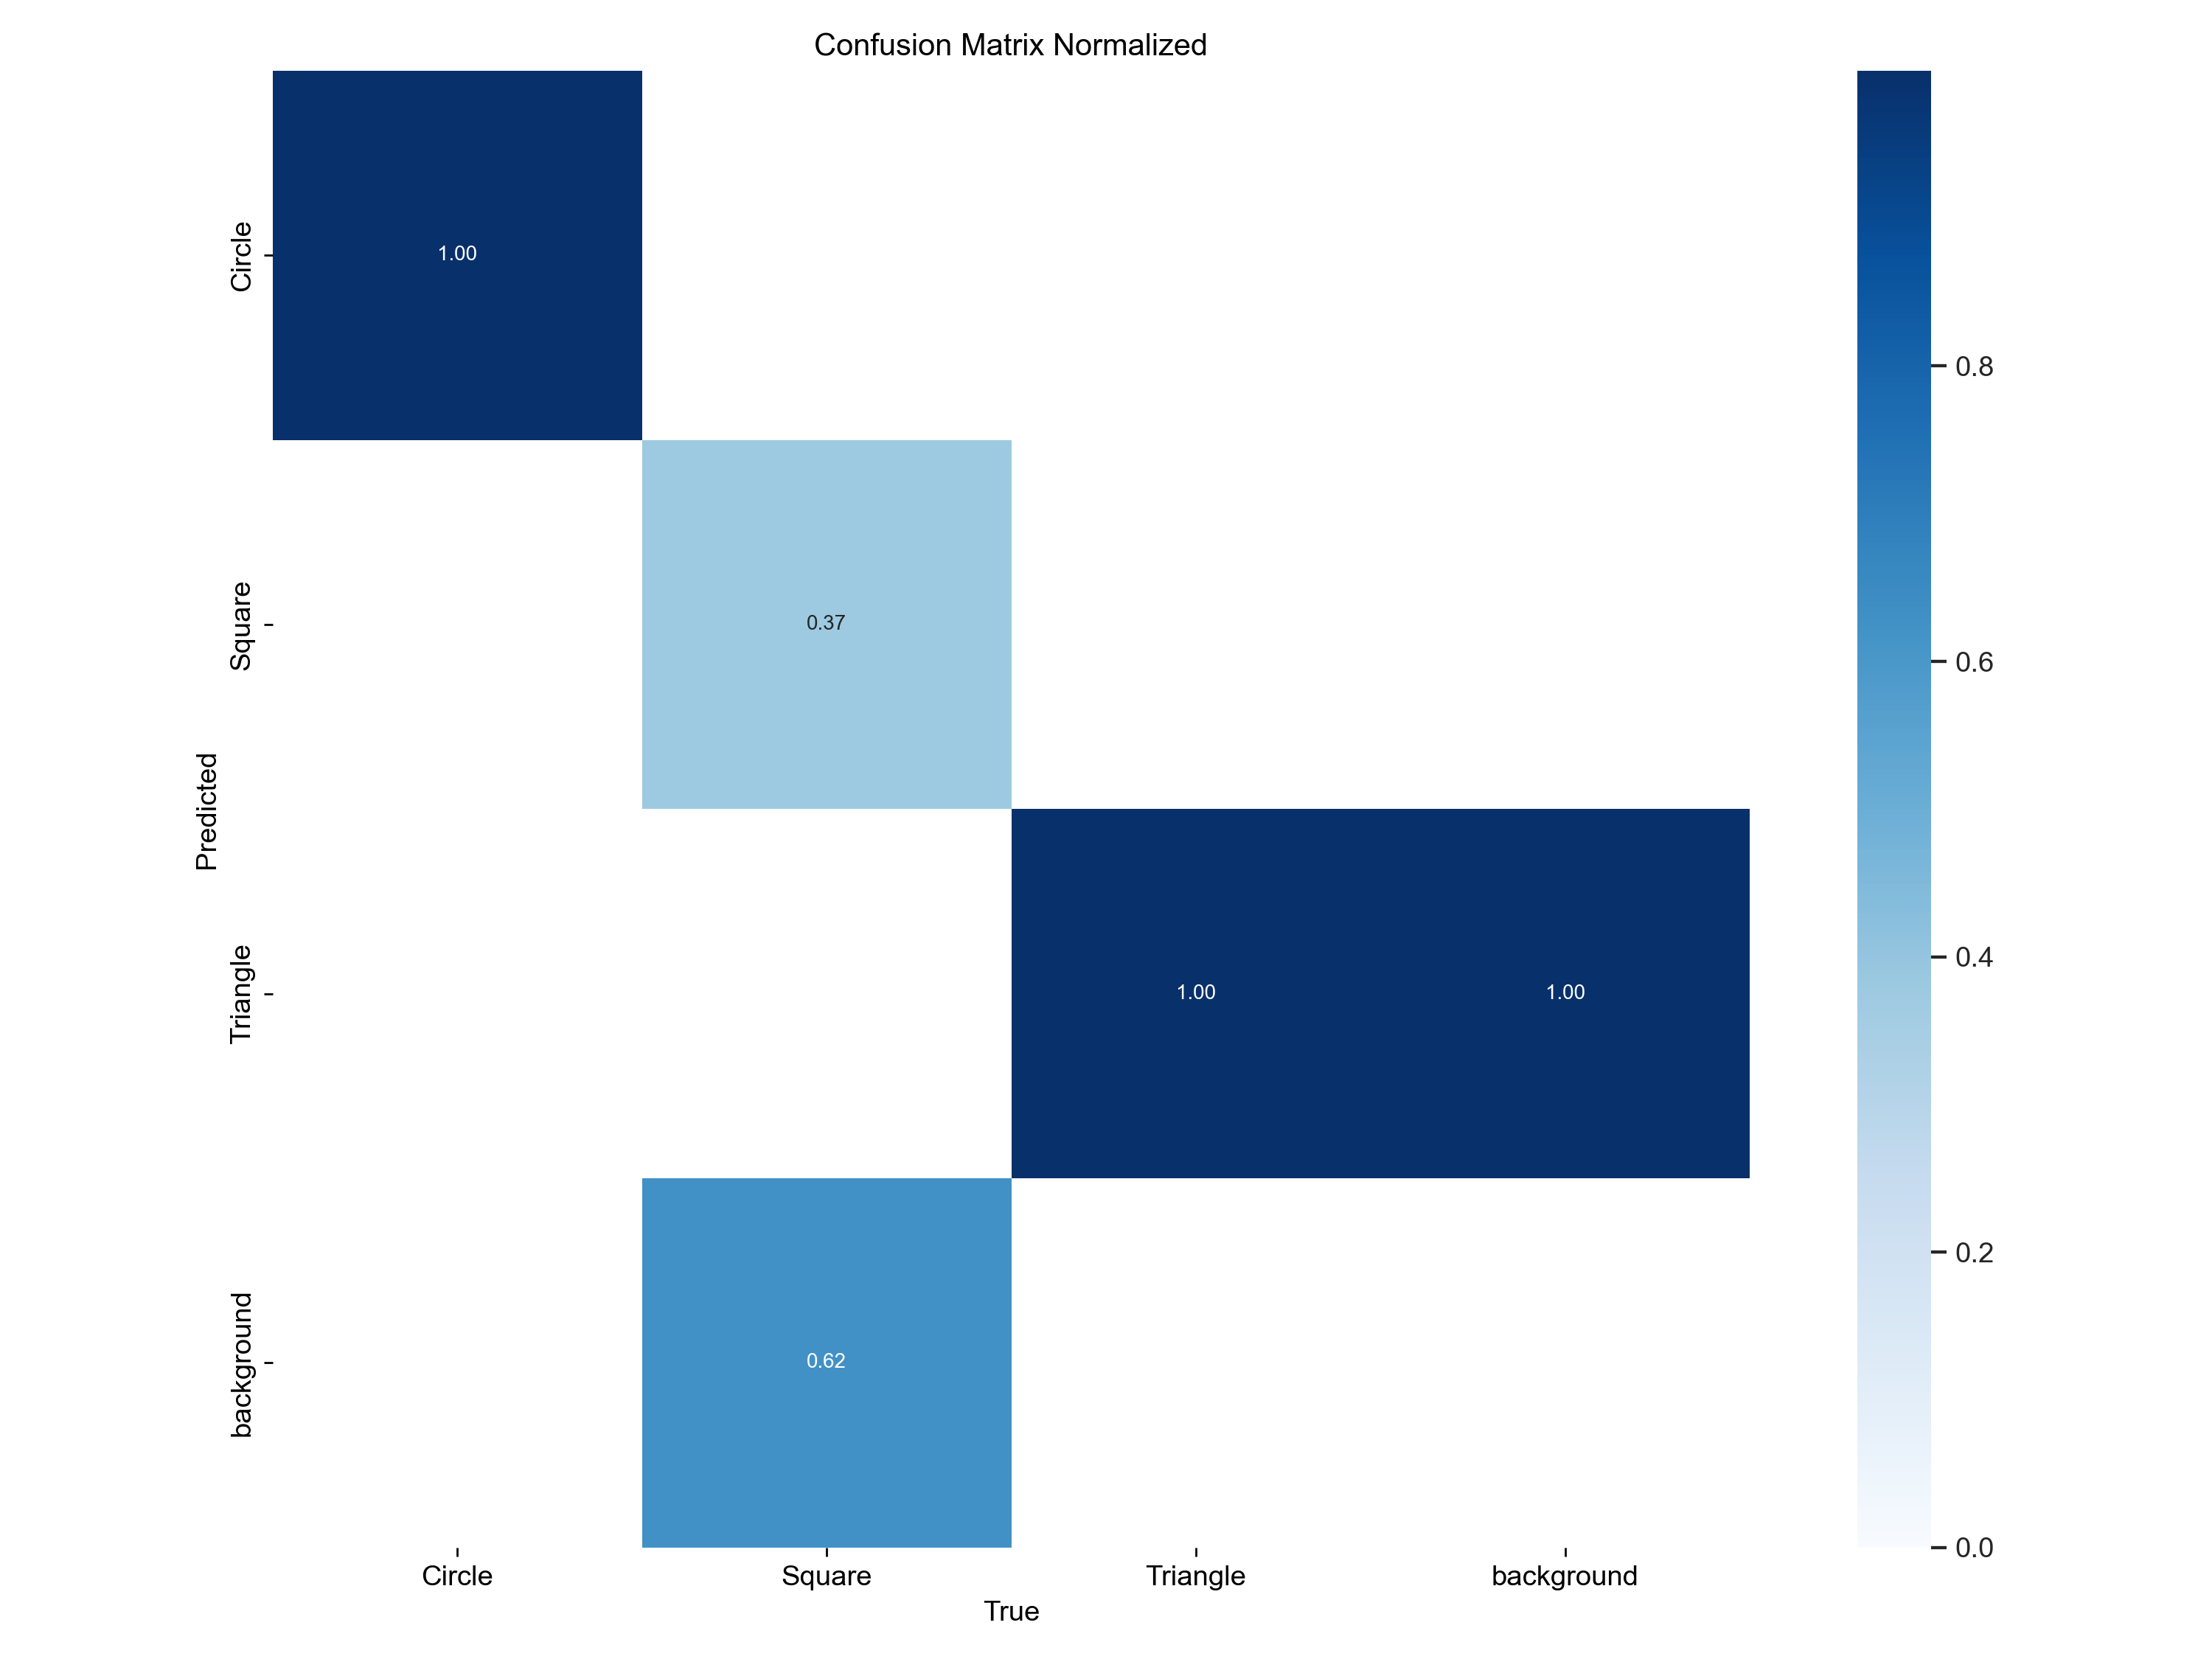 Confusion Matrix Normalized
Circle
1.00
Square
0.37
Predicted
Triangle
1.00 1.00
background
0.62
Circle Square Triangle background
True
0.8
0.6
0.4
0.2
0.0